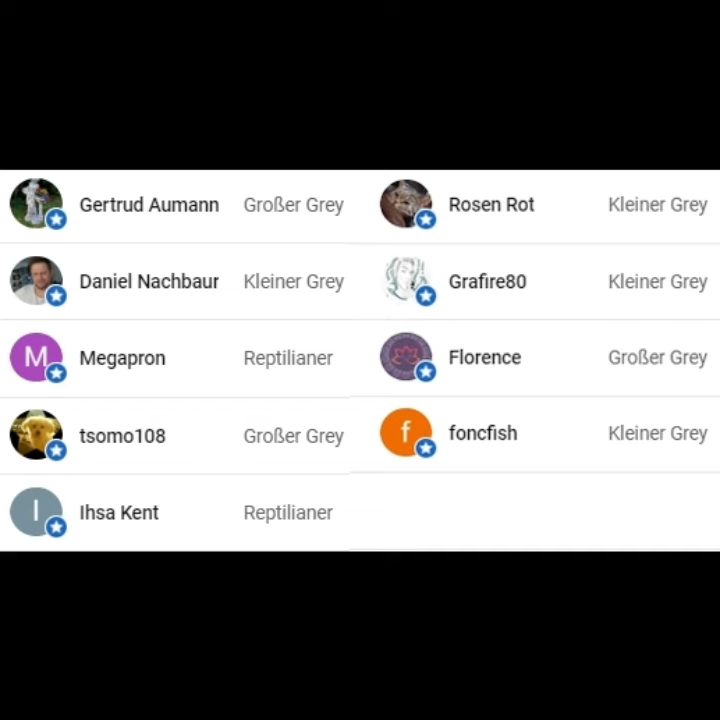 Gertrud Aumann Großer Grey
Daniel Nachbaur Kleiner Grey
M Megapron Reptilianer
tsomo108 Großer Grey
I Ihsa Kent Reptilianer
Rosen Rot Kleiner Grey
Grafire80 Kleiner Grey
Florence Großer Grey
f foncfish Kleiner Grey